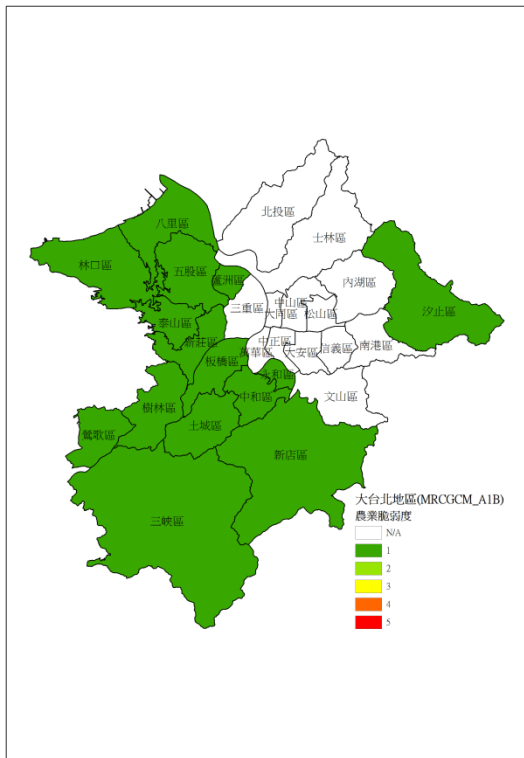 北投區
士林區
八里區
內湖區
林口區
五股區
蘆洲區
汐止區
三重區
中山區
大同區
松山區
泰山區
新莊區
中正區
萬華區
大安區
信義區
南港區
板橋區
永和區
文山區
樹林區
中和區
鶯歌區
土城區
新店區
三峽區
大台北地區(MRCGCM_A1B)
農業脆弱度
N/A
1
2
3
4
5